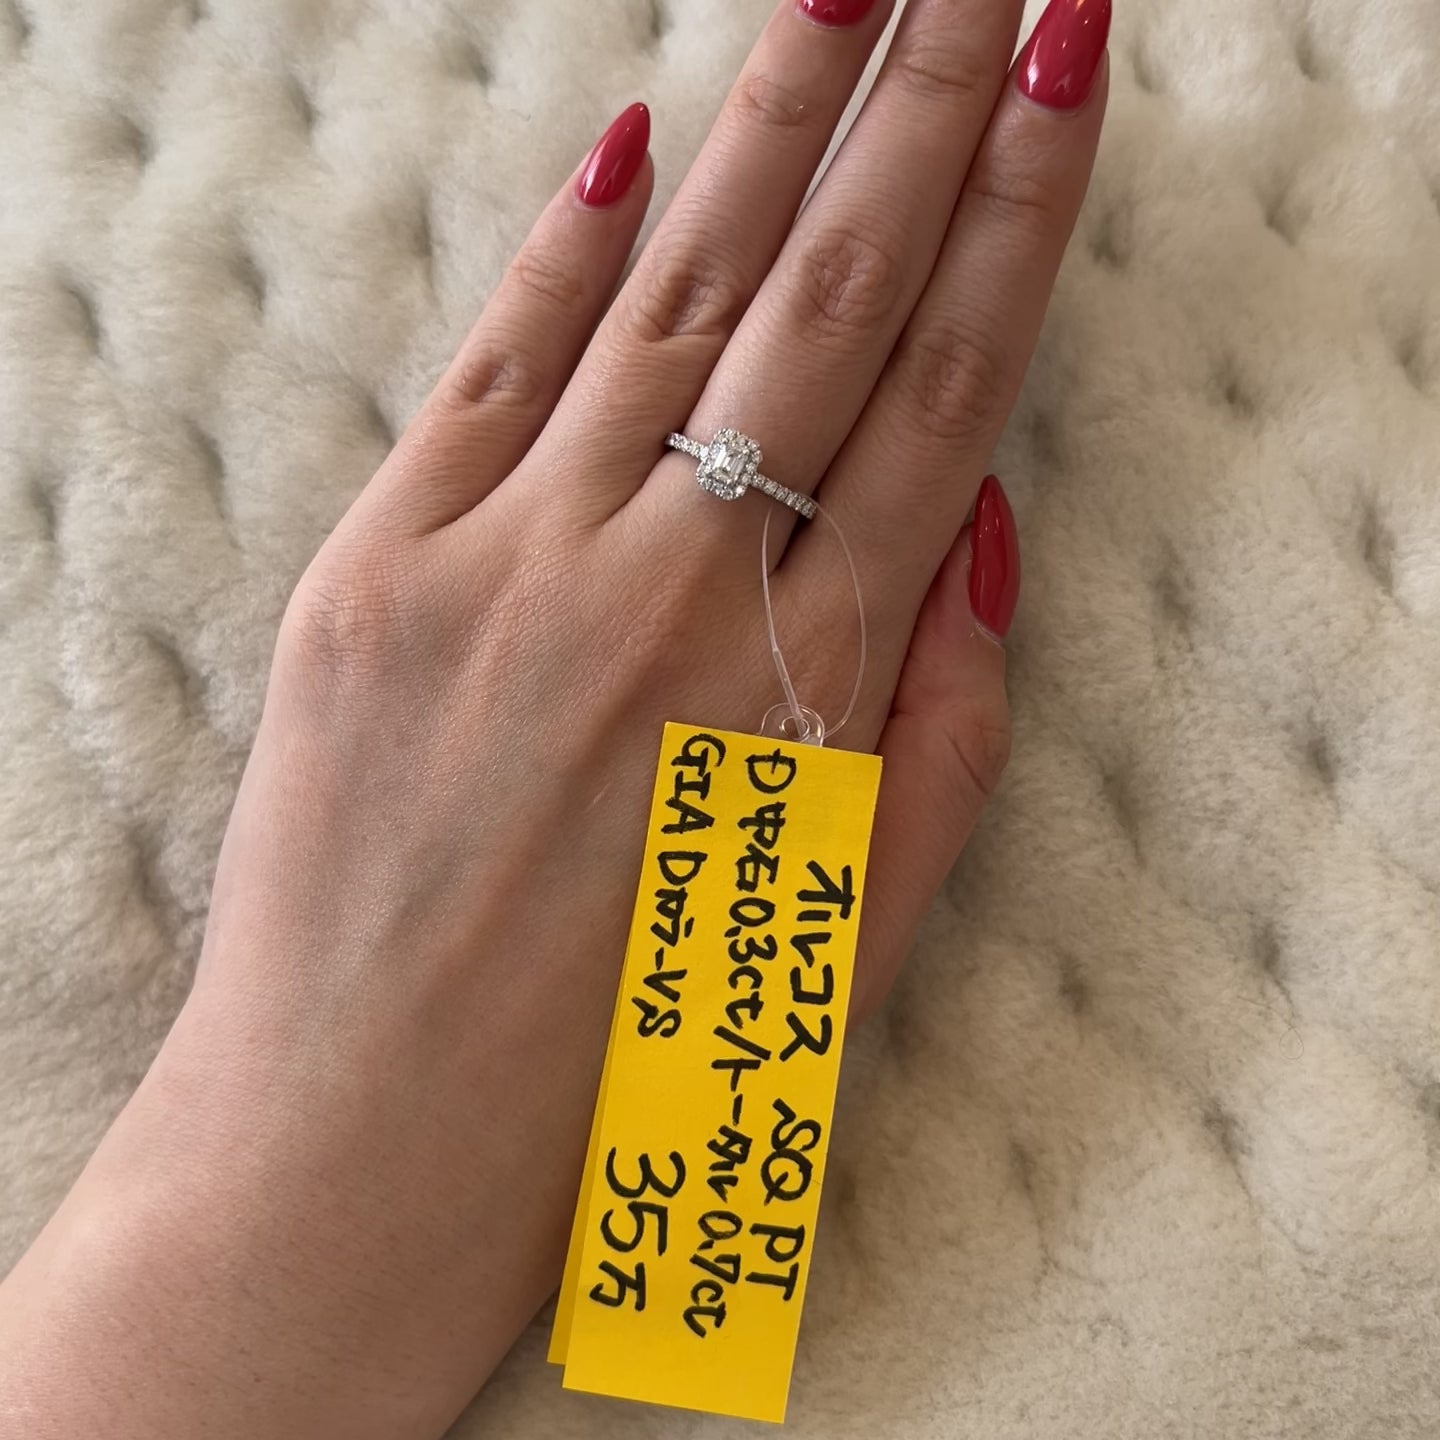 オレコス SQ PT
D中石0.3ct/トータル0.7ct
GIA Dカラ-VS
35万